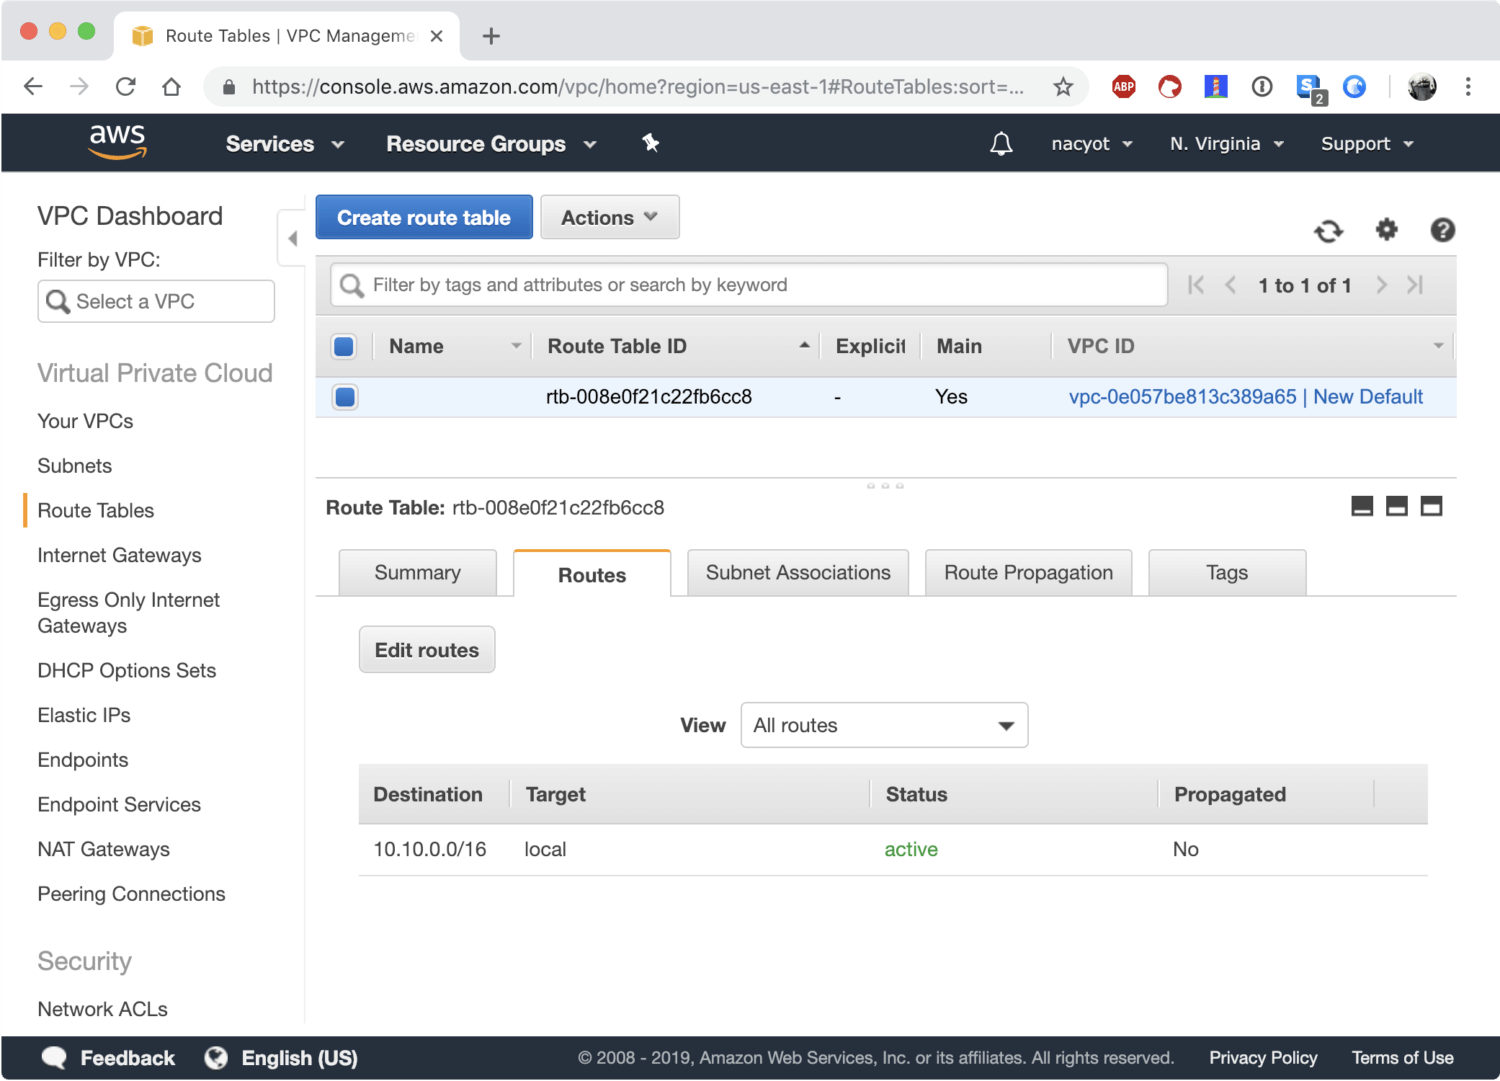 Route Tables | VPC Manageme
https://console.aws.amazon.com/vpc/home?region=us-east-1#RouteTables:sort=...
ABP
S
2
aws
Services
Resource Groups
nacyot
N. Virginia
Support
VPC Dashboard
Filter by VPC:
Select a VPC
Virtual Private Cloud
Your VPCs
Subnets
Route Tables
Internet Gateways
Egress Only Internet
Gateways
DHCP Options Sets
Elastic IPs
Endpoints
Endpoint Services
NAT Gateways
Peering Connections
Security
Network ACLs
Create route table
Actions
Filter by tags and attributes or search by keyword
1 to 1 of 1
Name Route Table ID Explicit Main VPC ID
rtb-008e0f21c22fb6cc8 - Yes vpc-0e057be813c389a65 | New Default
Route Table: rtb-008e0f21c22fb6cc8
Summary Routes Subnet Associations Route Propagation Tags
Edit routes
View All routes
Destination Target Status Propagated
10.10.0.0/16 local active No
Feedback English (US) © 2008 - 2019, Amazon Web Services, Inc. or its affiliates. All rights reserved. Privacy Policy Terms of Use